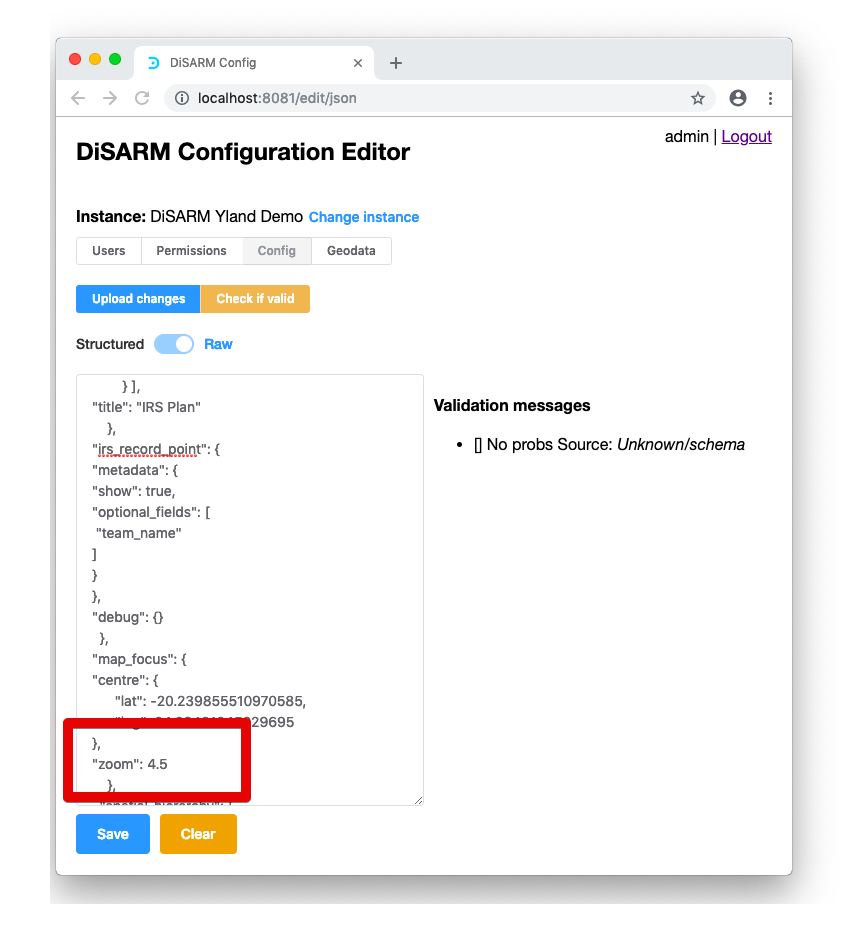 DiSARM Config
localhost:8081/edit/json
admin | Logout
DiSARM Configuration Editor
Instance: DiSARM Yland Demo Change instance
Users Permissions Config Geodata
Upload changes Check if valid
Structured Raw
} ],
"title": "IRS Plan"
},
"irs_record_point": {
"metadata": {
"show": true,
"optional_fields": [
"team_name"
]
}
},
"debug": {}
},
"map_focus": {
"centre": {
"lat": -20.239855510970585,
29695
},
"zoom": 4.5
},
Save Clear
Validation messages
• [] No probs Source: Unknown/schema